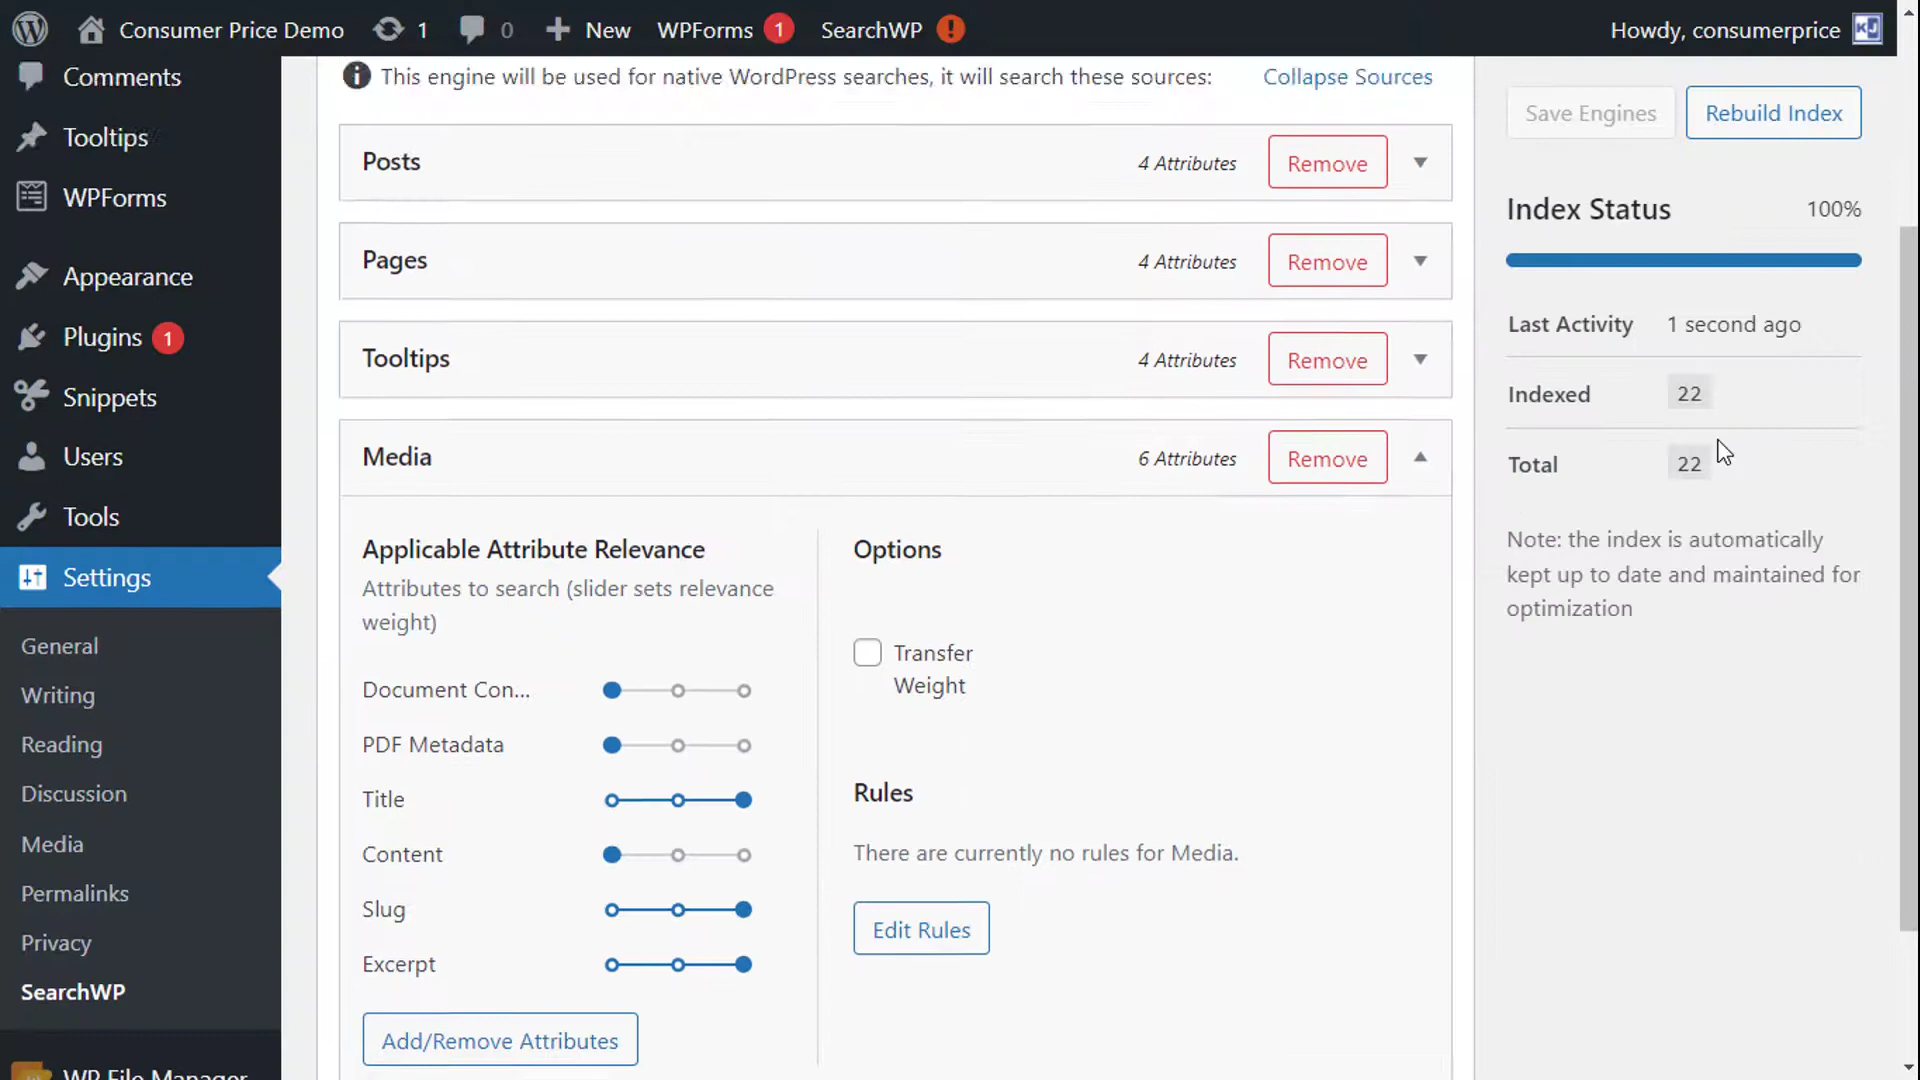 Consumer Price Demo 1 0 New WPForms 1 SearchWP ! Howdy, consumerprice KJ
Comments
Tooltips
WPForms
Appearance
Plugins 1
Snippets
Users
Tools
Settings
General
Writing
Reading
Discussion
Media
Permalinks
Privacy
SearchWP
WP File Manager
This engine will be used for native WordPress searches, it will search these sources: Collapse Sources
Posts 4 Attributes Remove
Pages 4 Attributes Remove
Tooltips 4 Attributes Remove
Media 6 Attributes Remove
Applicable Attribute Relevance
Attributes to search (slider sets relevance
weight)
Document Con...
PDF Metadata
Title
Content
Slug
Excerpt
Add/Remove Attributes
Options
Transfer
Weight
Rules
There are currently no rules for Media.
Edit Rules
Save Engines Rebuild Index
Index Status 100%
Last Activity 1 second ago
Indexed 22
Total 22
Note: the index is automatically
kept up to date and maintained for
optimization